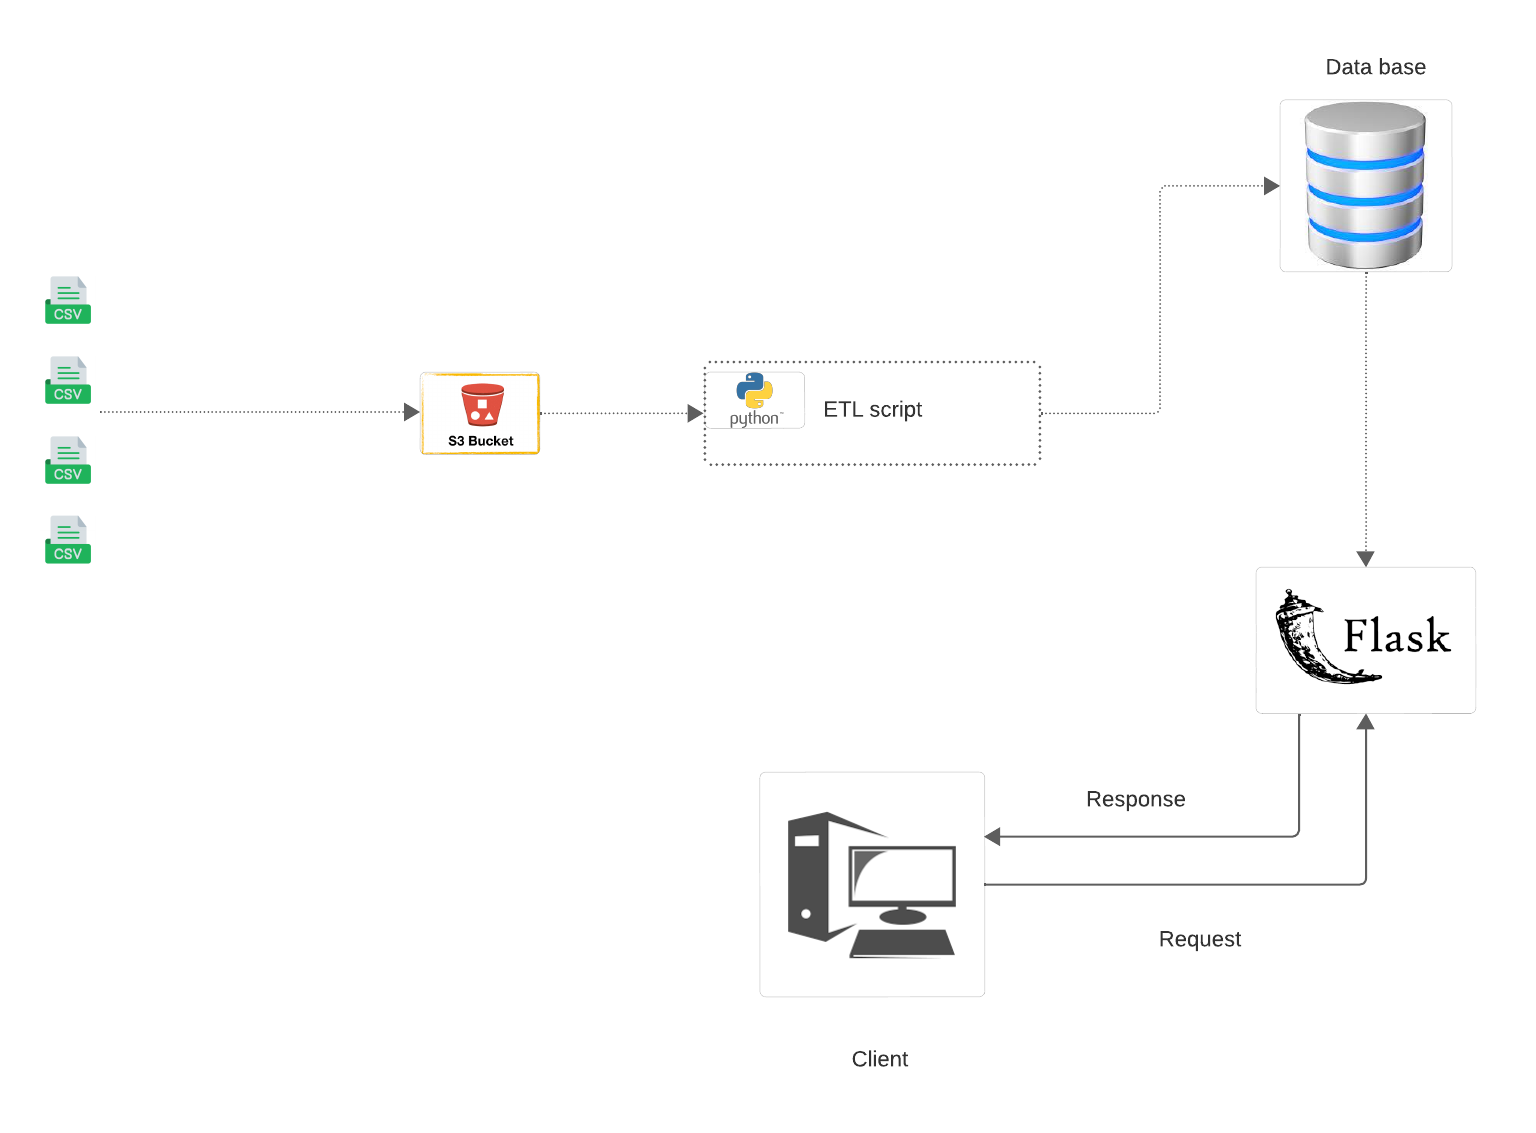 Data base
CSV
CSV
CSV
CSV
S3 Bucket
python™
ETL script
Flask
Response
Request
Client